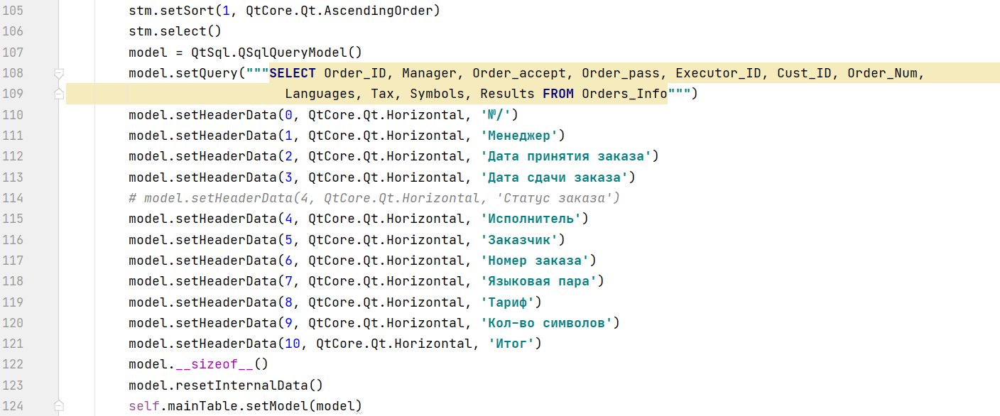 105 stm.setSort(1, QtCore.Qt.AscendingOrder)
106 stm.select()
107 model = QtSql.QSqlQueryModel()
108 model.setQuery("""SELECT Order_ID, Manager, Order_accept, Order_pass, Executor_ID, Cust_ID, Order_Num,
109 Languages, Tax, Symbols, Results FROM Orders_Info""")
110 model.setHeaderData(0, QtCore.Qt.Horizontal, '№/')
111 model.setHeaderData(1, QtCore.Qt.Horizontal, 'Менеджер')
112 model.setHeaderData(2, QtCore.Qt.Horizontal, 'Дата принятия заказа')
113 model.setHeaderData(3, QtCore.Qt.Horizontal, 'Дата сдачи заказа')
114 # model.setHeaderData(4, QtCore.Qt.Horizontal, 'Статус заказа')
115 model.setHeaderData(4, QtCore.Qt.Horizontal, 'Исполнитель')
116 model.setHeaderData(5, QtCore.Qt.Horizontal, 'Заказчик')
117 model.setHeaderData(6, QtCore.Qt.Horizontal, 'Номер заказа')
118 model.setHeaderData(7, QtCore.Qt.Horizontal, 'Языковая пара')
119 model.setHeaderData(8, QtCore.Qt.Horizontal, 'Тариф')
120 model.setHeaderData(9, QtCore.Qt.Horizontal, 'Кол-во символов')
121 model.setHeaderData(10, QtCore.Qt.Horizontal, 'Итог')
122 model.__sizeof__()
123 model.resetInternalData()
124 self.mainTable.setModel(model)